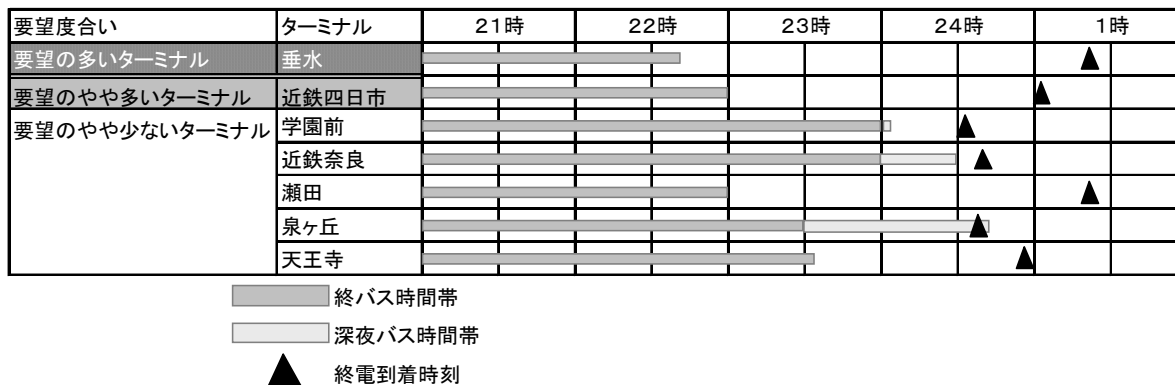 要望度合い ターミナル 21時 22時 23時 24時 1時
要望の多いターミナル 垂水
要望のやや多いターミナル 近鉄四日市
要望のやや少ないターミナル 学園前
近鉄奈良
瀬田
泉ヶ丘
天王寺
終バス時間帯
深夜バス時間帯
終電到着時刻